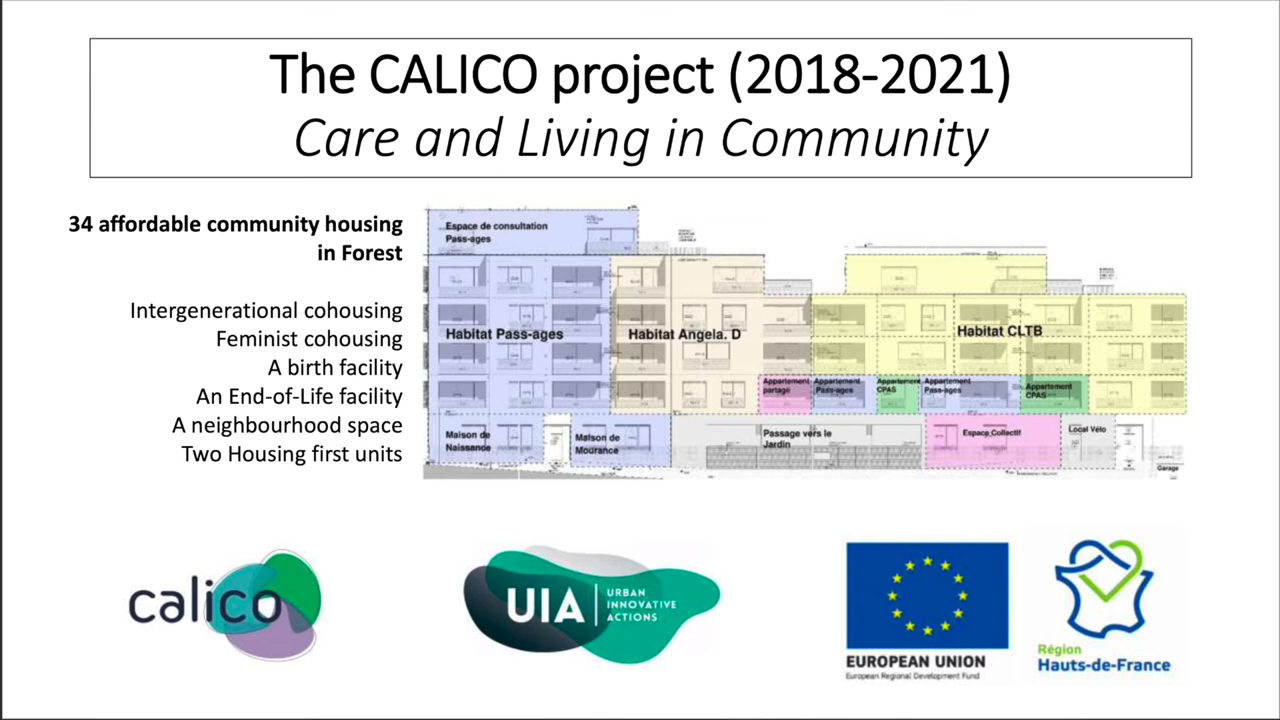 The CALICO project (2018-2021)
Care and Living in Community
34 affordable community housing
in Forest
Intergenerational cohousing
Feminist cohousing
A birth facility
An End-of-Life facility
A neighbourhood space
Two Housing first units
Espace de consultation
Pass-ages
Habitat Pass-ages
Habitat Angela. D
Habitat CLTB
Appartement
partagé
Appartement
Pass-ages
Appartement
CPAS
Appartement
Pass-ages
Appartement
CPAS
Maison de
Naissance
Maison de
Mourance
Passage vers le
Jardin
Espace Collectif
Local Vélo
Garage
calico
UIA
URBAN
INNOVATIVE
ACTIONS
EUROPEAN UNION
European Regional Development Fund
Région
Hauts-de-France